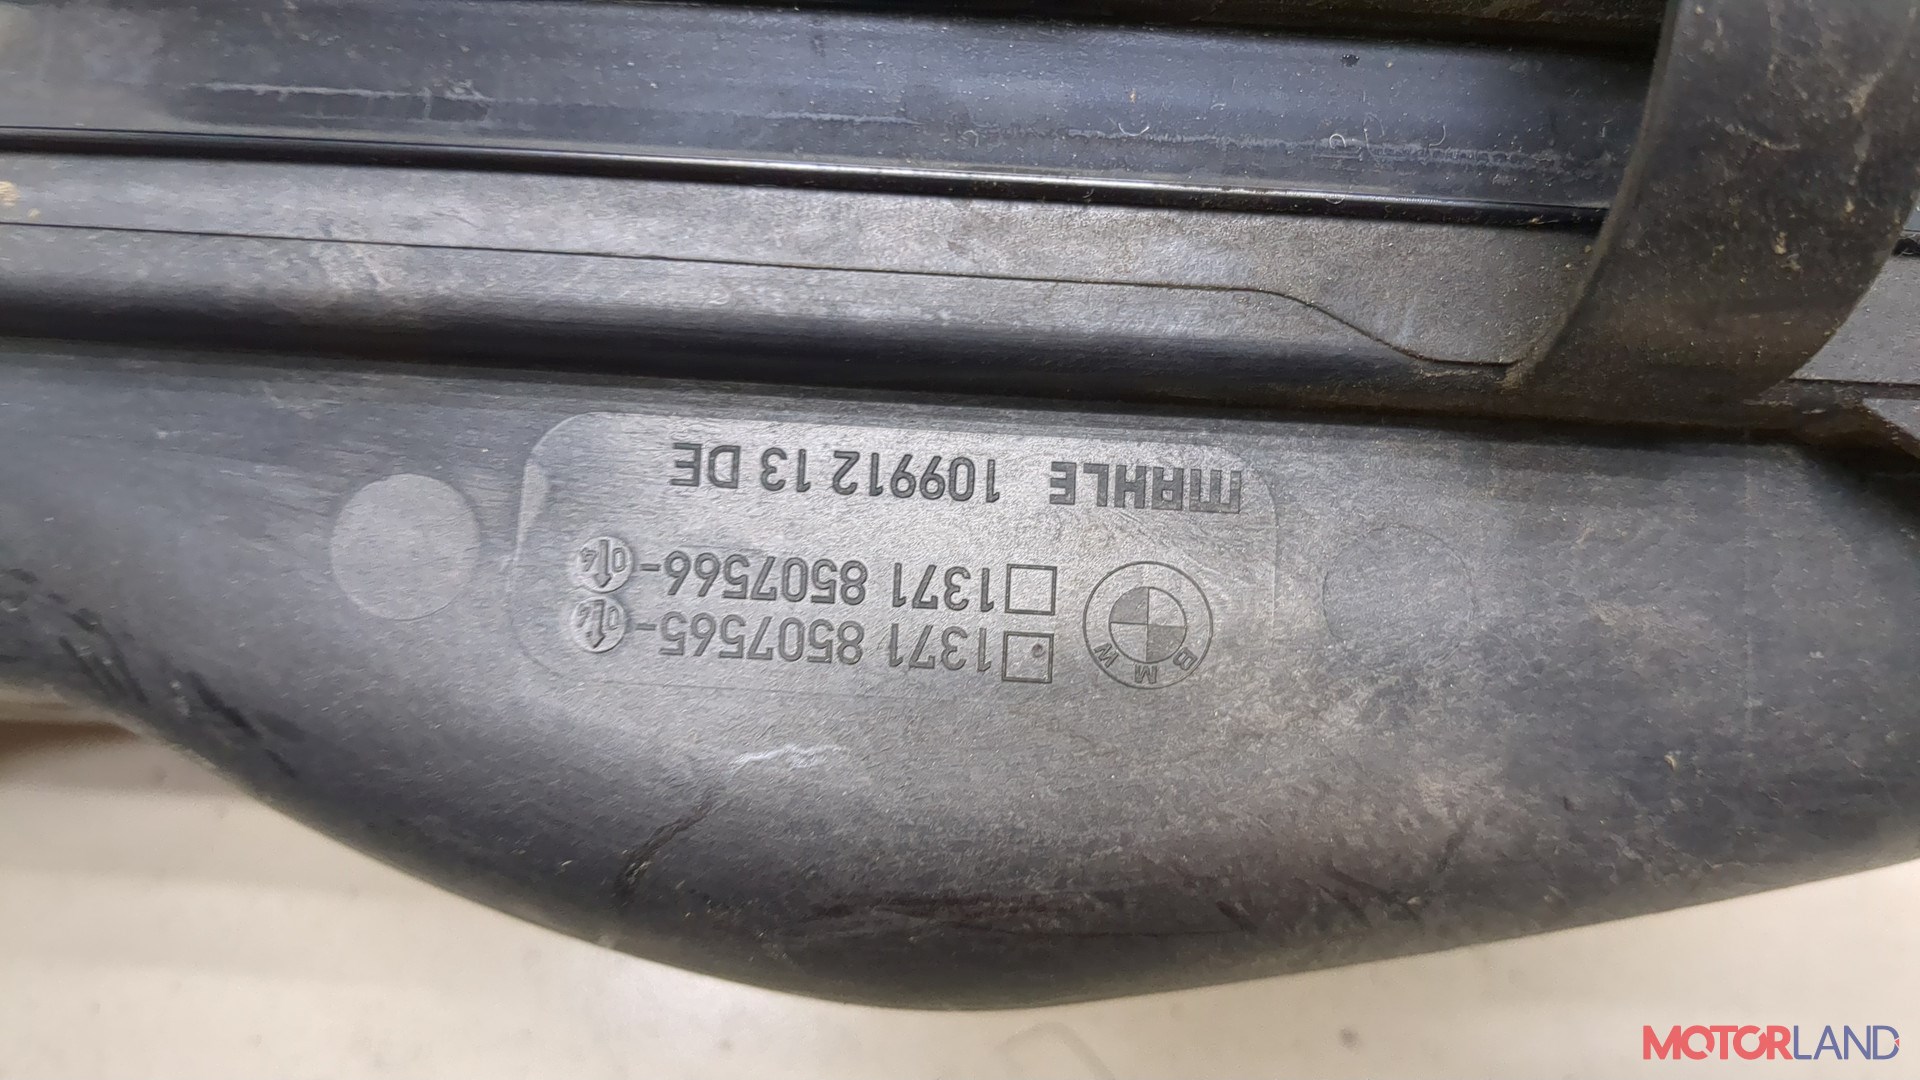 BMW
1371 8507565-
1371 8507566-
MAHLE 109912 13 DE
MOTORLAND